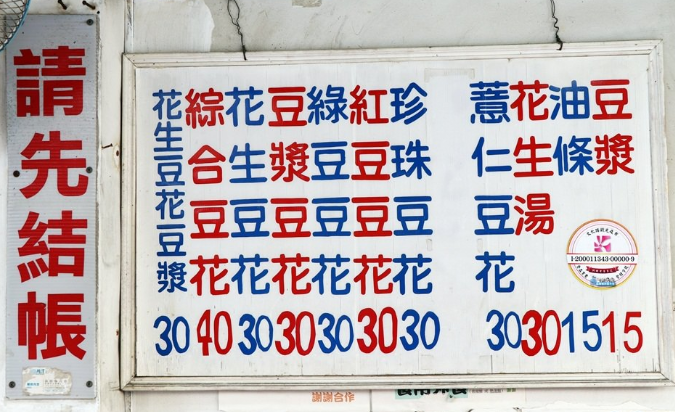 請先結帳
豆漿 15
油條 15
花生湯 30
薏仁豆花 30
珍珠豆花 30
紅豆豆花 30
綠豆豆花 30
豆漿豆花 30
花生豆花 30
綜合豆花 40
花生豆花豆漿 30
1-200011343-00000-9
謝謝合作